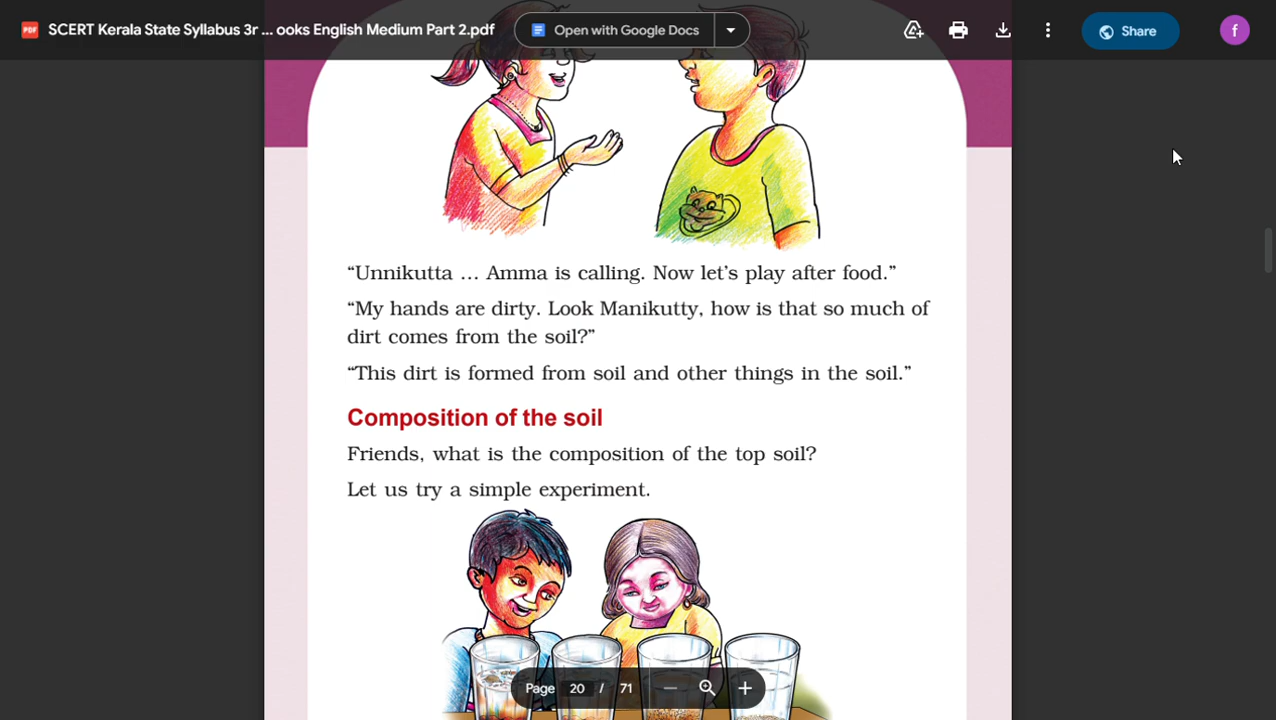 SCERT Kerala State Syllabus 3r ... ooks English Medium Part 2.pdf
Open with Google Docs
Share
f
PDF
“Unnikutta ... Amma is calling. Now let’s play after food.”
“My hands are dirty. Look Manikutty, how is that so much of
dirt comes from the soil?”
“This dirt is formed from soil and other things in the soil.”
Composition of the soil
Friends, what is the composition of the top soil?
Let us try a simple experiment.
Page 20 / 71